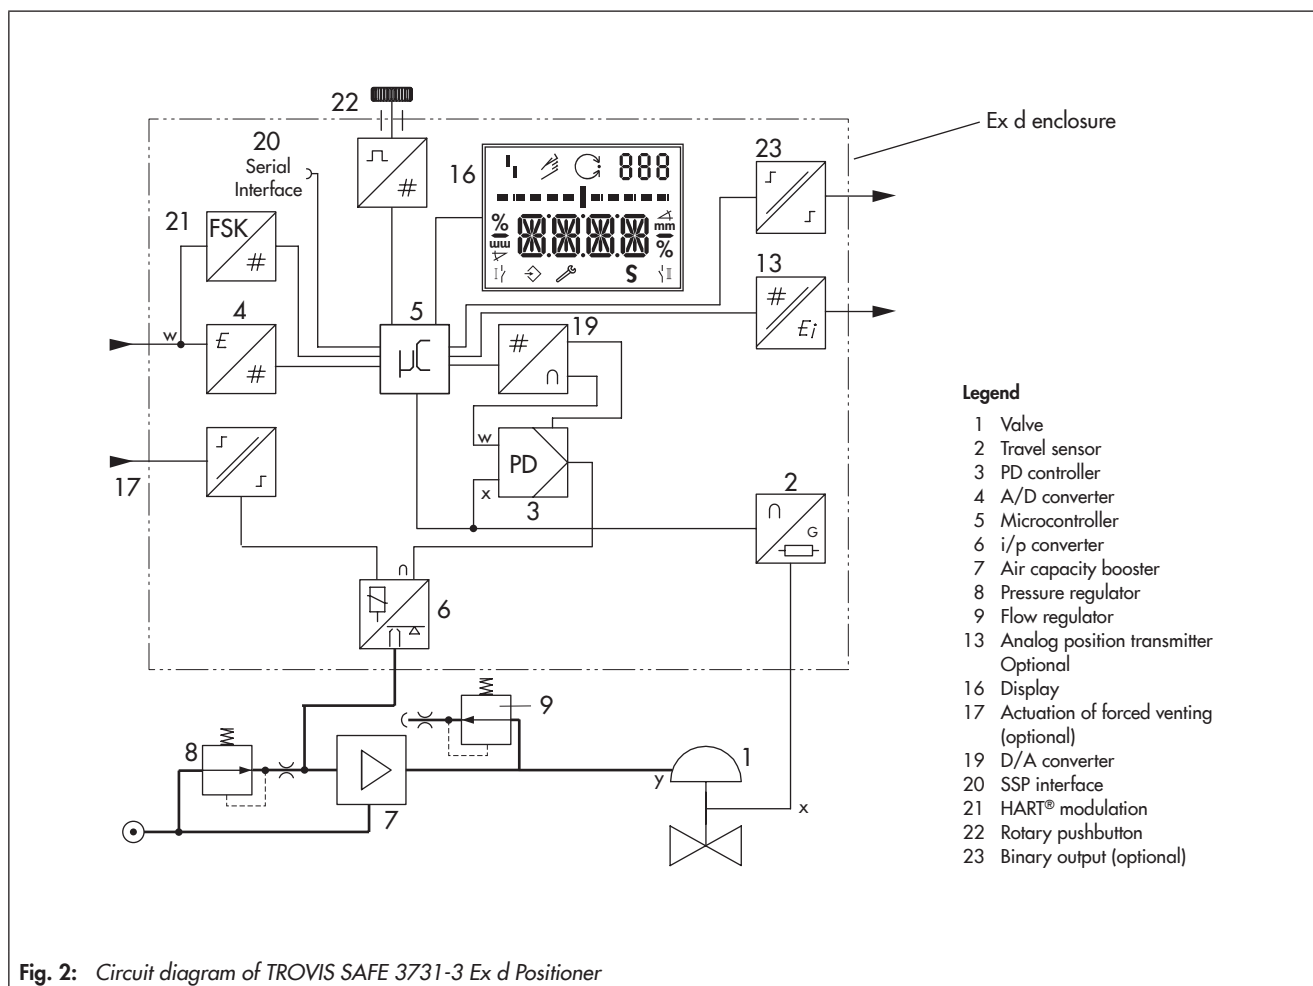 22
Ex d enclosure
20
Serial
Interface
16
888
%
mm
mm
%
S
23
21
FSK
#
#
13
#
Ei
4
5
19
w
E
#
µC
#
w
PD
x
3
17
2
G
6
9
8
7
y
1
x
Legend
1 Valve
2 Travel sensor
3 PD controller
4 A/D converter
5 Microcontroller
6 i/p converter
7 Air capacity booster
8 Pressure regulator
9 Flow regulator
13 Analog position transmitter
Optional
16 Display
17 Actuation of forced venting
(optional)
19 D/A converter
20 SSP interface
21 HART® modulation
22 Rotary pushbutton
23 Binary output (optional)
Fig. 2: Circuit diagram of TROVIS SAFE 3731-3 Ex d Positioner